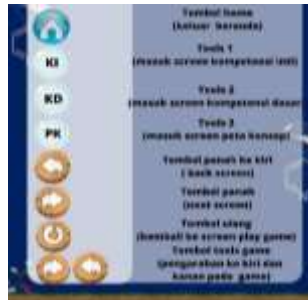 Tombol home
(keluar beranda)
KI
Tools 1
(masuk screen kompetensi inti)
KD
Tools 2
(masuk screen kompetensi dasar)
PK
Tools 3
(masuk screen peta konsep)
Tombol panah ke kiri
( back screen)
Tombol panah
(next screen)
Tombol ulang
(kembali ke screen play game)
Tombol tools game
(pengarahan ke kiri dan
kanan pada game)